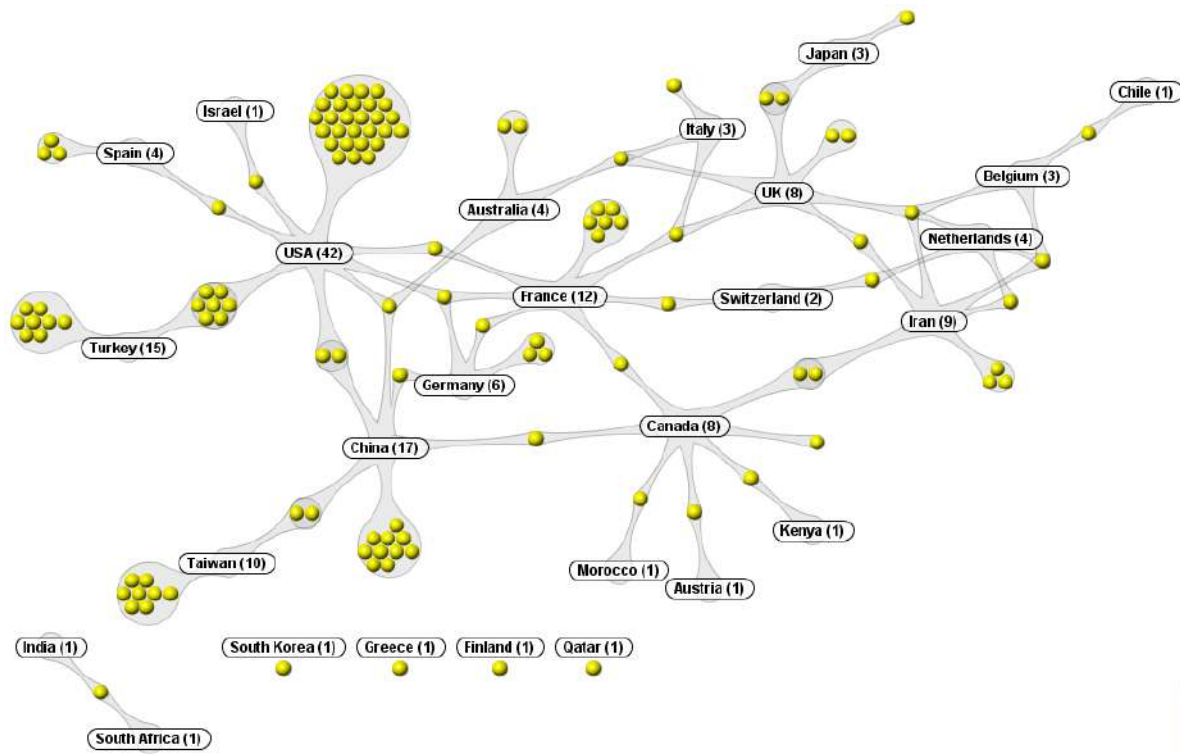 Japan (3)
Chile (1)
Israel (1)
Italy (3)
Spain (4)
Belgium (3)
UK (8)
Australia (4)
Netherlands (4)
USA (42)
France (12)
Switzerland (2)
Iran (9)
Turkey (15)
Germany (6)
Canada (8)
China (17)
Kenya (1)
Taiwan (10)
Morocco (1)
Austria (1)
India (1)
South Korea (1)
Greece (1)
Finland (1)
Qatar (1)
South Africa (1)